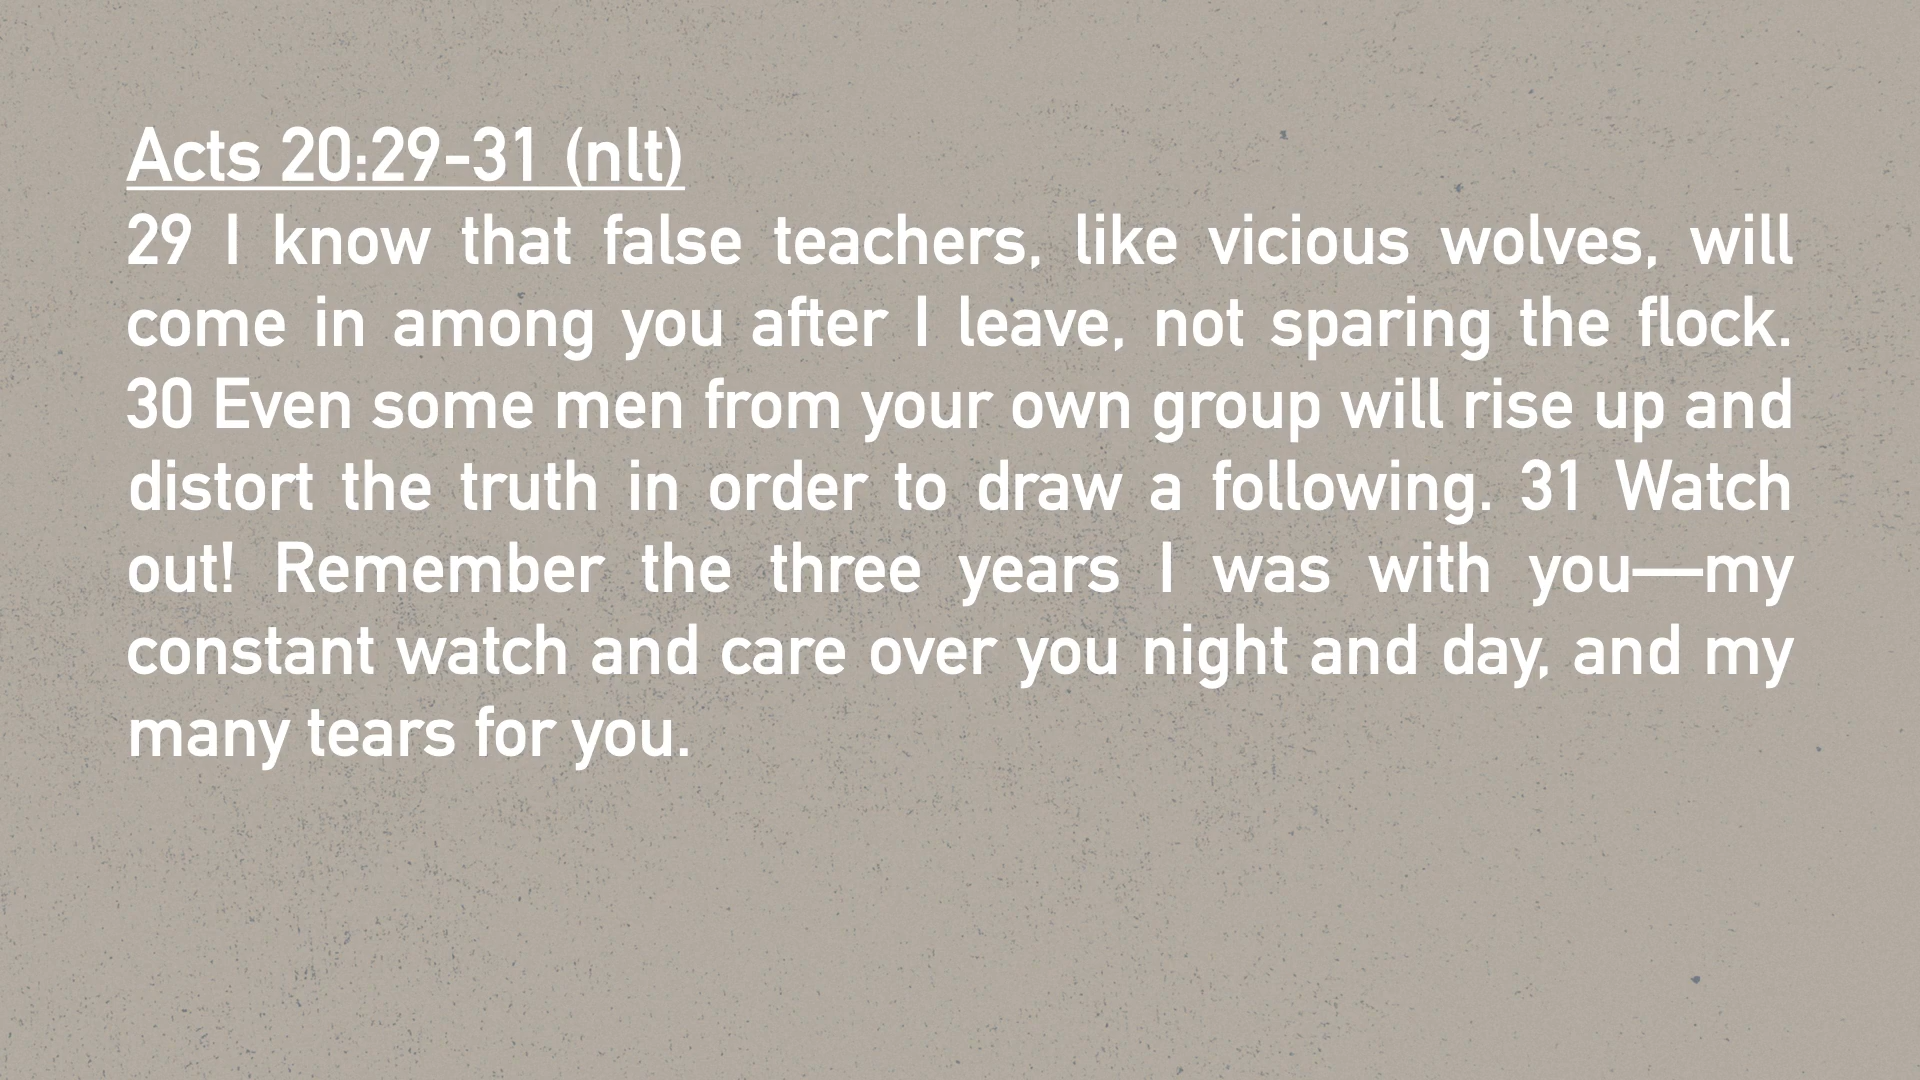 Acts 20:29-31 (nlt)
29 I know that false teachers, like vicious wolves, will
come in among you after I leave, not sparing the flock.
30 Even some men from your own group will rise up and
distort the truth in order to draw a following. 31 Watch
out! Remember the three years I was with you—my
constant watch and care over you night and day, and my
many tears for you.